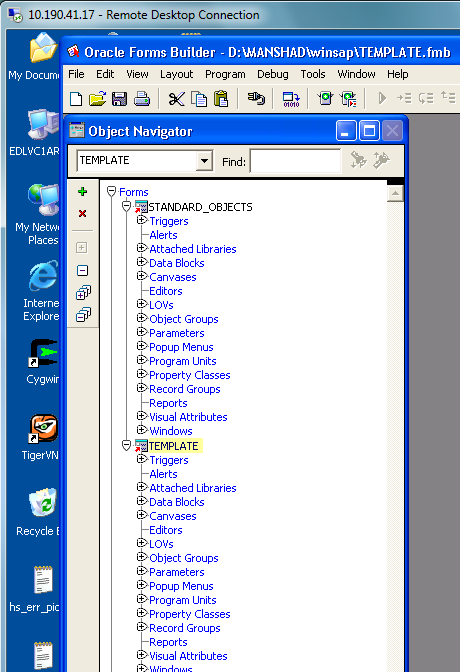 10.190.41.17 - Remote Desktop Connection
Oracle Forms Builder - D:\MANSHAD\winsap\TEMPLATE.fmb
File Edit View Layout Program Debug Tools Window Help
Object Navigator
TEMPLATE Find:
Forms
STANDARD_OBJECTS
Triggers
Alerts
Attached Libraries
Data Blocks
Canvases
Editors
LOVs
Object Groups
Parameters
Popup Menus
Program Units
Property Classes
Record Groups
Reports
Visual Attributes
Windows
TEMPLATE
Triggers
Alerts
Attached Libraries
Data Blocks
Canvases
Editors
LOVs
Object Groups
Parameters
Popup Menus
Program Units
Property Classes
Record Groups
Reports
Visual Attributes
Windows
My Docum
EDLVC1AR
My Netw
Places
Interne
Explore
Cygwin
TigerVN
Recycle B
hs_err_pic